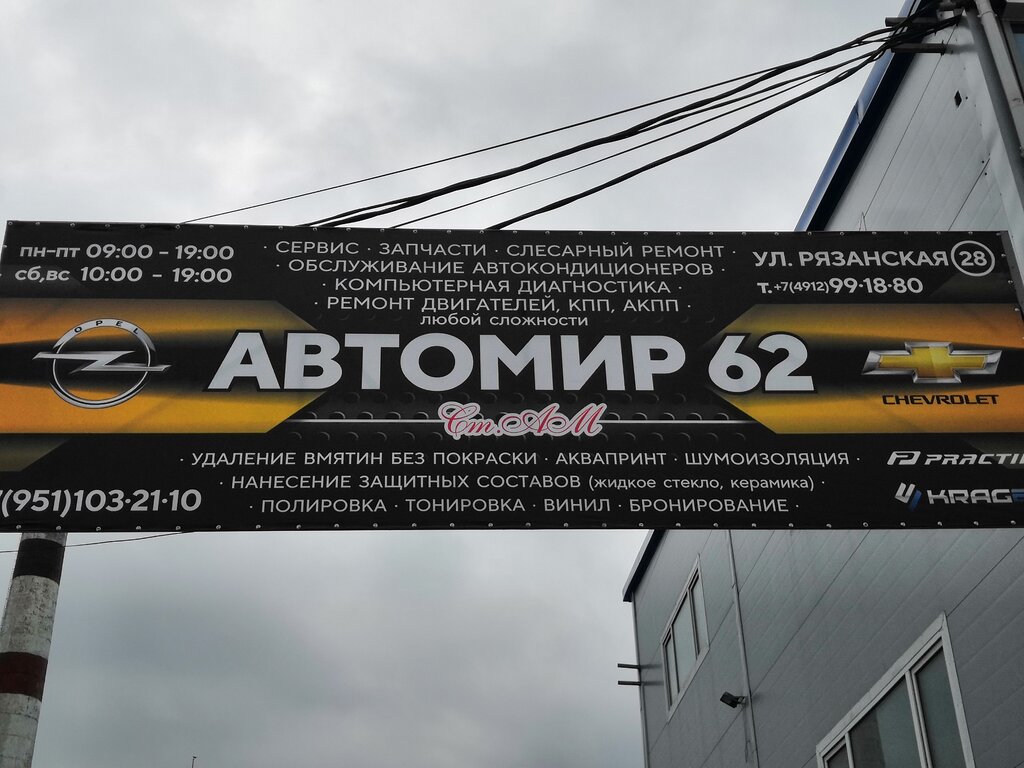 ПН-ПТ 09:00 - 19:00
СБ,ВС 10:00 - 19:00
· СЕРВИС · ЗАПЧАСТИ · СЛЕСАРНЫЙ РЕМОНТ ·
· ОБСЛУЖИВАНИЕ АВТОКОНДИЦИОНЕРОВ ·
· КОМПЬЮТЕРНАЯ ДИАГНОСТИКА ·
· РЕМОНТ ДВИГАТЕЛЕЙ, КПП, АКПП ·
ЛЮБОЙ СЛОЖНОСТИ
УЛ. РЯЗАНСКАЯ 28
Т.+7(4912)99·18·80
OPEL
АВТОМИР 62
CHEVROLET
Ст.АМ
· УДАЛЕНИЕ ВМЯТИН БЕЗ ПОКРАСКИ · АКВАПРИНТ · ШУМОИЗОЛЯЦИЯ ·
· НАНЕСЕНИЕ ЗАЩИТНЫХ СОСТАВОВ (жидкое стекло, керамика) ·
· ПОЛИРОВКА · ТОНИРОВКА · ВИНИЛ · БРОНИРОВАНИЕ ·
(951)103·21·10